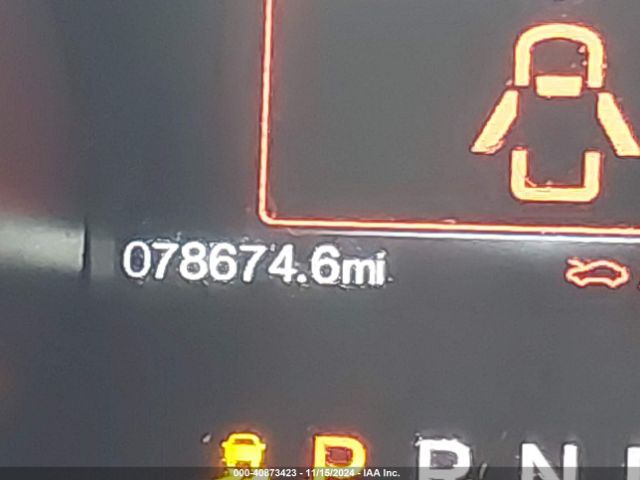 078674.6mi
P R N
000-40873423 - 11/15/2024 - IAA Inc.